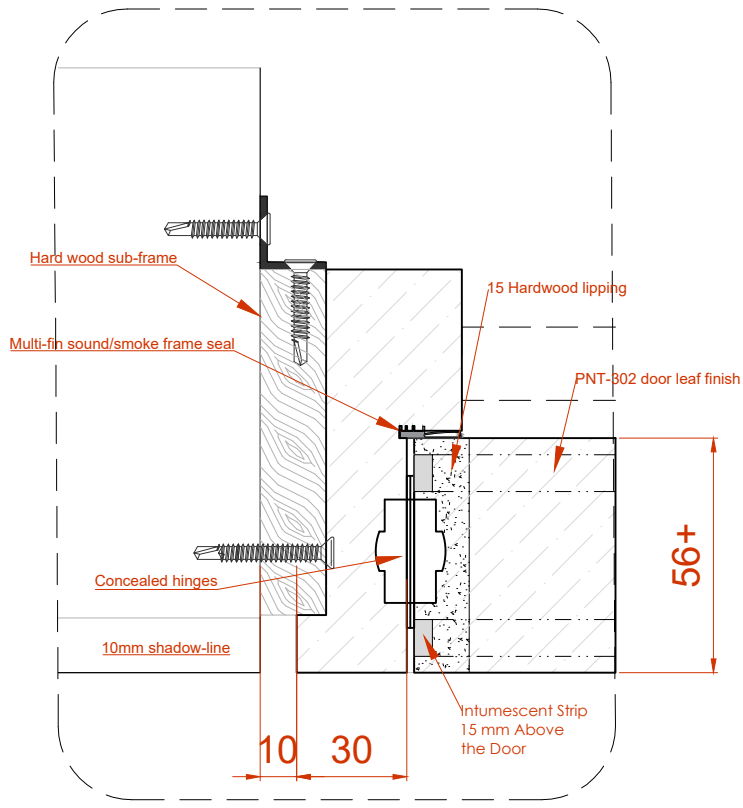 Hard wood sub-frame
15 Hardwood lipping
Multi-fin sound/smoke frame seal
PNT-302 door leaf finish
56+
Concealed hinges
10mm shadow-line
Intumescent Strip
15 mm Above
the Door
10
30